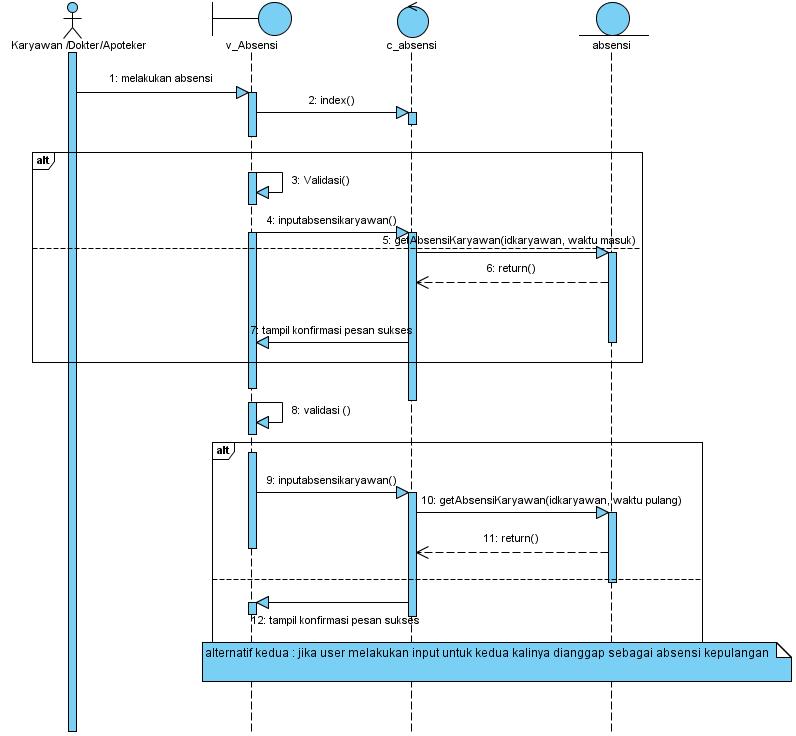 Karyawan /Dokter/Apoteker
v_Absensi
c_absensi
absensi
1: melakukan absensi
2: index()
alt
3: Validasi()
4: inputabsensikaryawan()
5: getAbsensiKaryawan(idkaryawan, waktu masuk)
6: return()
7: tampil konfirmasi pesan sukses
8: validasi ()
alt
9: inputabsensikaryawan()
10: getAbsensiKaryawan(idkaryawan, waktu pulang)
11: return()
12: tampil konfirmasi pesan sukses
alternatif kedua : jika user melakukan input untuk kedua kalinya dianggap sebagai absensi kepulangan